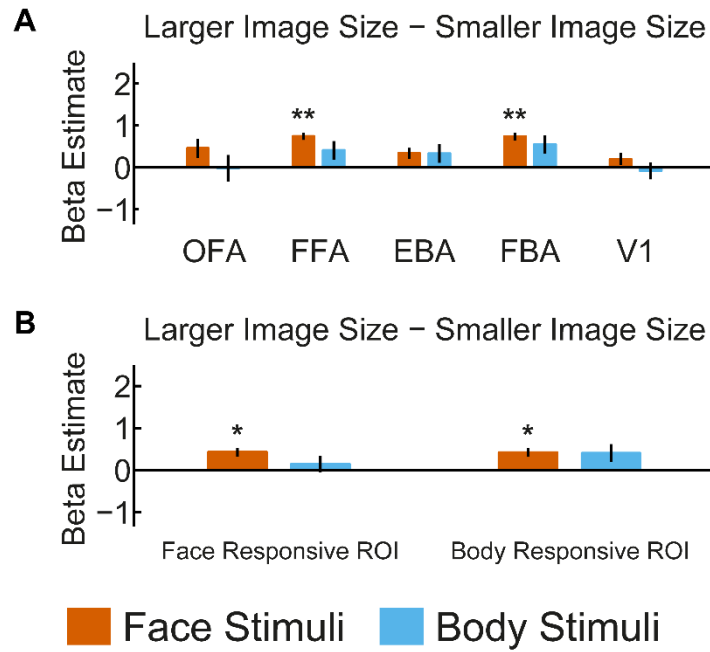 A
Larger Image Size − Smaller Image Size
Beta Estimate
2
1
0
−1
** **
OFA FFA EBA FBA V1
B
Larger Image Size − Smaller Image Size
Beta Estimate
2
1
0
−1
* *
Face Responsive ROI Body Responsive ROI
Face Stimuli Body Stimuli